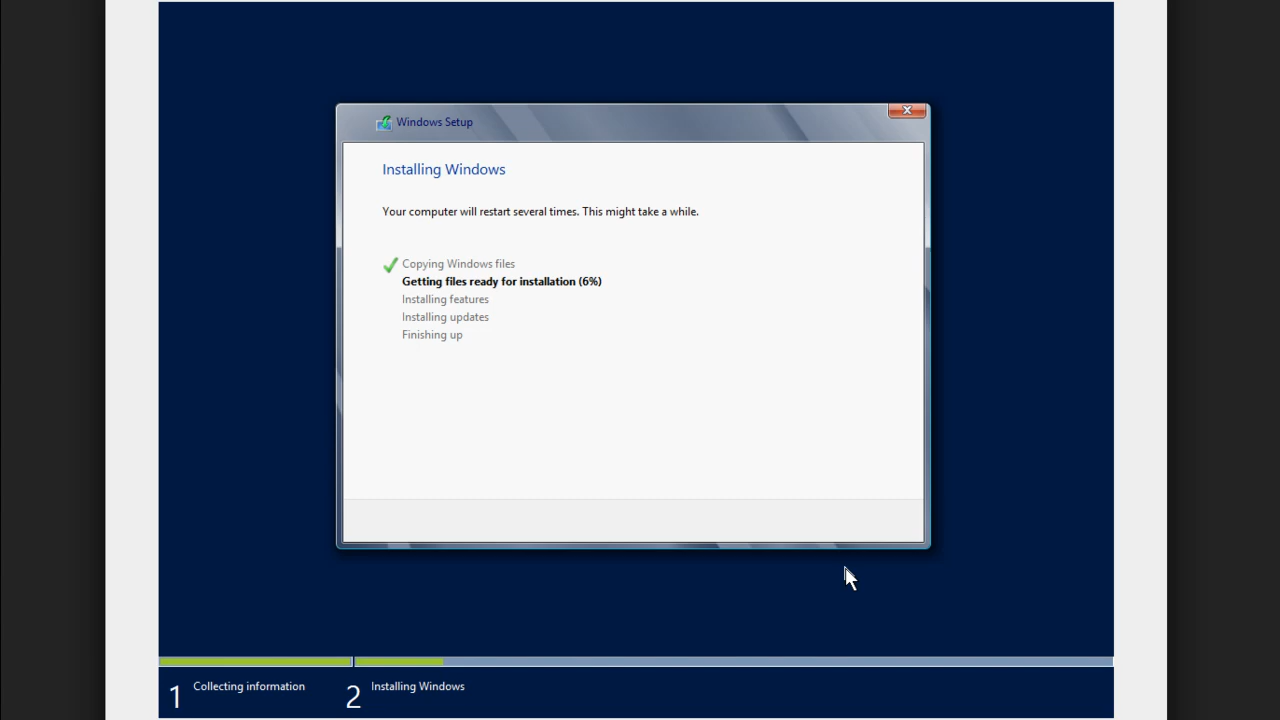 Windows Setup
Installing Windows
Your computer will restart several times. This might take a while.
Copying Windows files
Getting files ready for installation (6%)
Installing features
Installing updates
Finishing up
1 Collecting information
2 Installing Windows